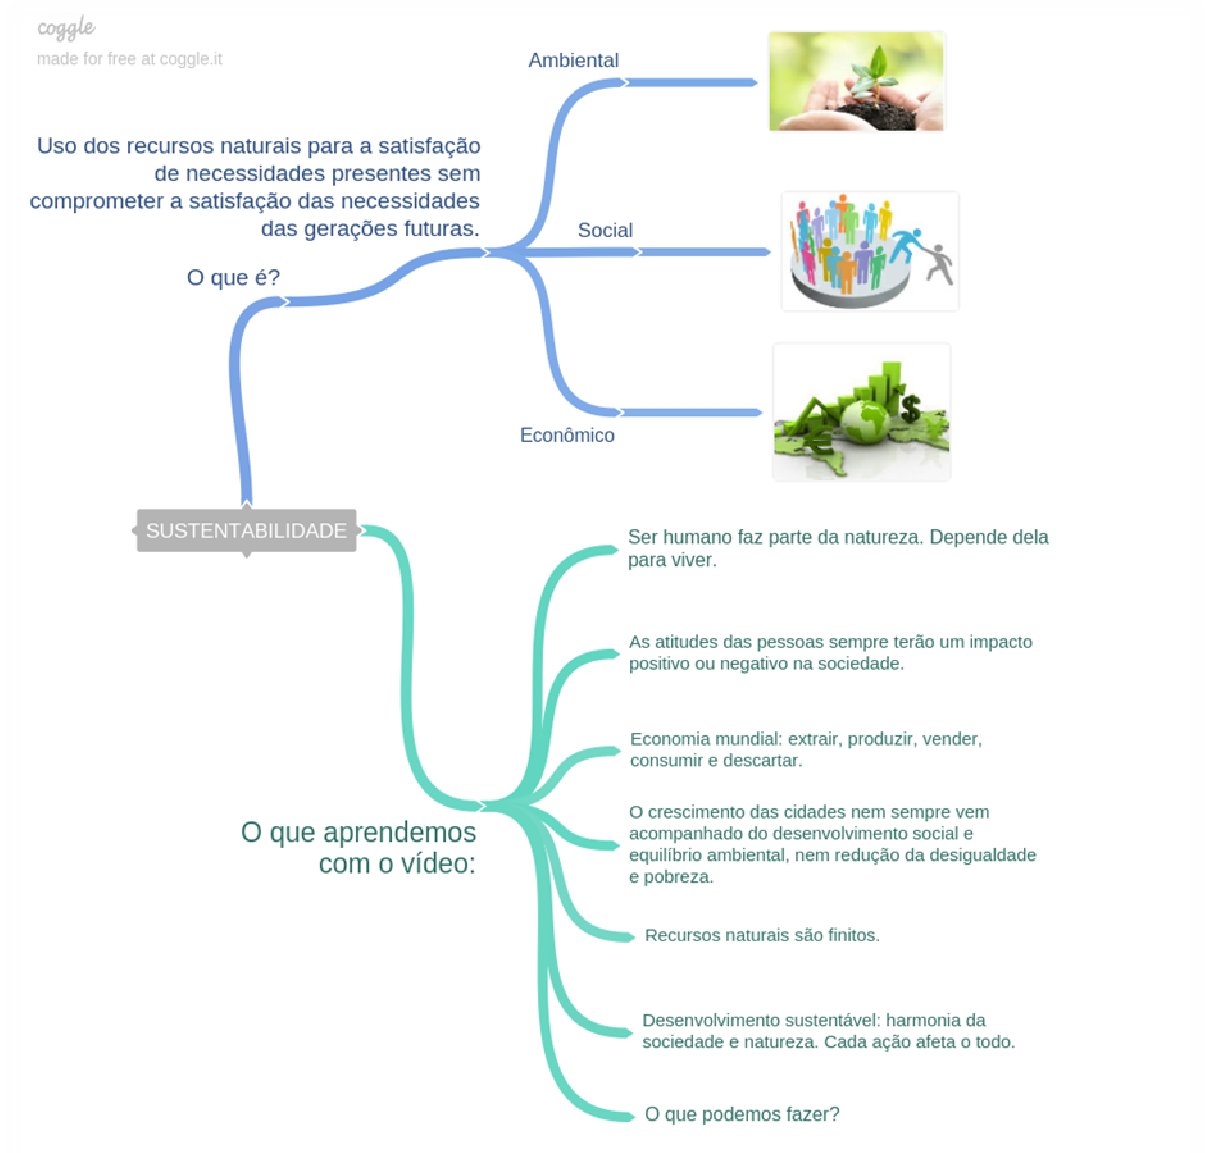 coggle
made for free at coggle.it
Ambiental
Uso dos recursos naturais para a satisfação
de necessidades presentes sem
comprometer a satisfação das necessidades
das gerações futuras.
Social
O que é?
Econômico
SUSTENTABILIDADE
Ser humano faz parte da natureza. Depende dela
para viver.
As atitudes das pessoas sempre terão um impacto
positivo ou negativo na sociedade.
Economia mundial: extrair, produzir, vender,
consumir e descartar.
O que aprendemos
com o vídeo:
O crescimento das cidades nem sempre vem
acompanhado do desenvolvimento social e
equilíbrio ambiental, nem redução da desigualdade
e pobreza.
Recursos naturais são finitos.
Desenvolvimento sustentável: harmonia da
sociedade e natureza. Cada ação afeta o todo.
O que podemos fazer?